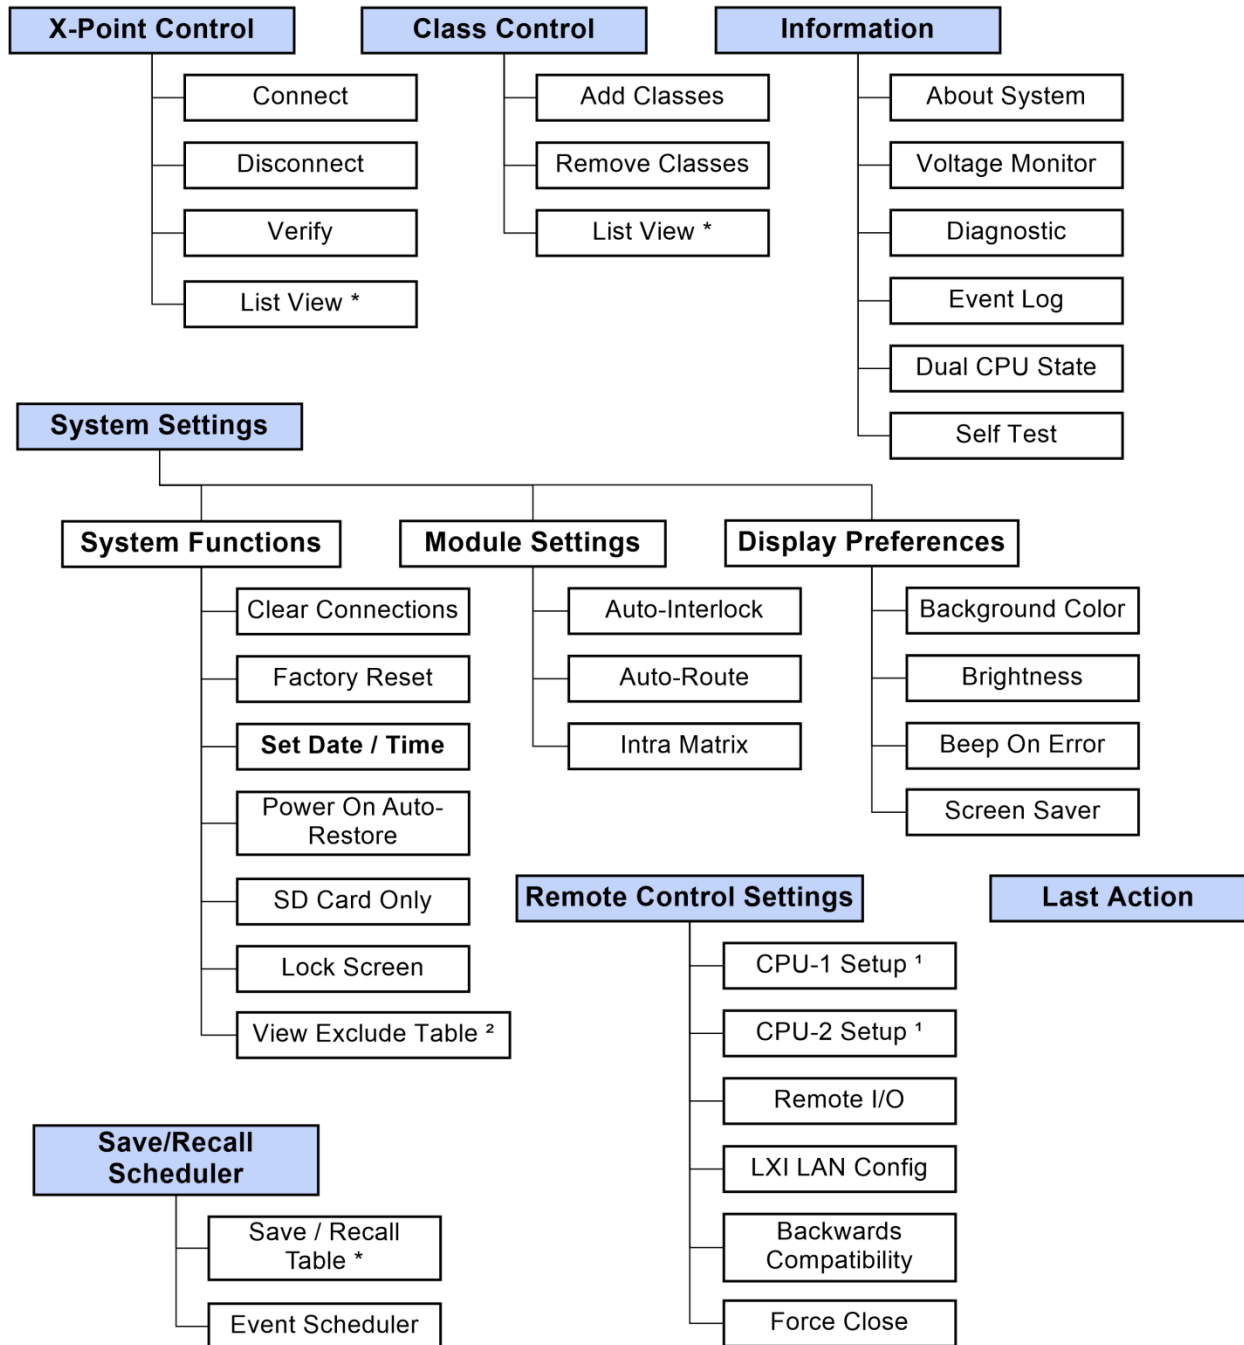 X-Point Control
Connect
Disconnect
Verify
List View *
Class Control
Add Classes
Remove Classes
List View *
Information
About System
Voltage Monitor
Diagnostic
Event Log
Dual CPU State
Self Test
System Settings
System Functions
Clear Connections
Factory Reset
Set Date / Time
Power On Auto-
Restore
SD Card Only
Lock Screen
View Exclude Table ²
Module Settings
Auto-Interlock
Auto-Route
Intra Matrix
Display Preferences
Background Color
Brightness
Beep On Error
Screen Saver
Remote Control Settings
CPU-1 Setup ¹
CPU-2 Setup ¹
Remote I/O
LXI LAN Config
Backwards
Compatibility
Force Close
Last Action
Save/Recall
Scheduler
Save / Recall
Table *
Event Scheduler